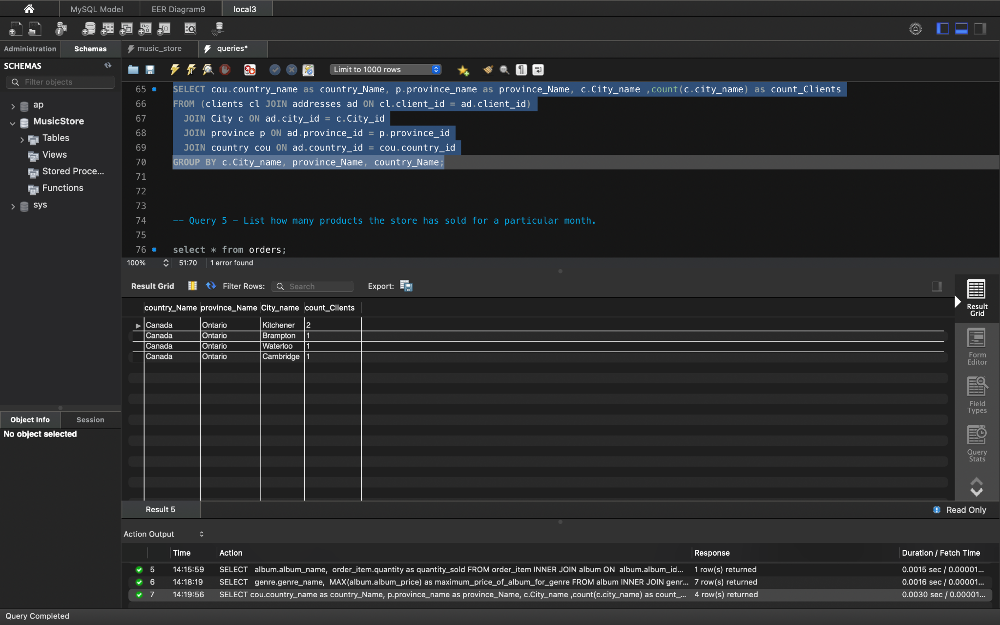 MySQL Model EER Diagram9 local3
Administration Schemas music_store queries*
SCHEMAS
Filter objects
ap
MusicStore
Tables
Views
Stored Proce...
Functions
sys
Object Info Session
No object selected
Limit to 1000 rows
65 SELECT cou.country_name as country_Name, p.province_name as province_Name, c.City_name ,count(c.city_name) as count_Clients
66 FROM (clients cl JOIN addresses ad ON cl.client_id = ad.client_id)
67 JOIN City c ON ad.city_id = c.City_id
68 JOIN province p ON ad.province_id = p.province_id
69 JOIN country cou ON ad.country_id = cou.country_id
70 GROUP BY c.City_name, province_Name, country_Name;
71
72
73
74 -- Query 5 - List how many products the store has sold for a particular month.
75
76 select * from orders;
100% 51:70 1 error found
Result Grid Filter Rows: Search Export:
country_Name province_Name City_name count_Clients
Canada Ontario Kitchener 2
Canada Ontario Brampton 1
Canada Ontario Waterloo 1
Canada Ontario Cambridge 1
Result
Grid
Form
Editor
Field
Types
Query
Stats
Result 5 Read Only
Action Output
Time Action Response Duration / Fetch Time
5 14:15:59 SELECT album.album_name, order_item.quantity as quantity_sold FROM order_item INNER JOIN album ON album.album_id... 1 row(s) returned 0.0015 sec / 0.00001...
6 14:18:19 SELECT genre.genre_name, MAX(album.album_price) as maximum_price_of_album_for_genre FROM album INNER JOIN genr... 7 row(s) returned 0.0016 sec / 0.00001...
7 14:19:56 SELECT cou.country_name as country_Name, p.province_name as province_Name, c.City_name ,count(c.city_name) as count_... 4 row(s) returned 0.0030 sec / 0.00001...
Query Completed